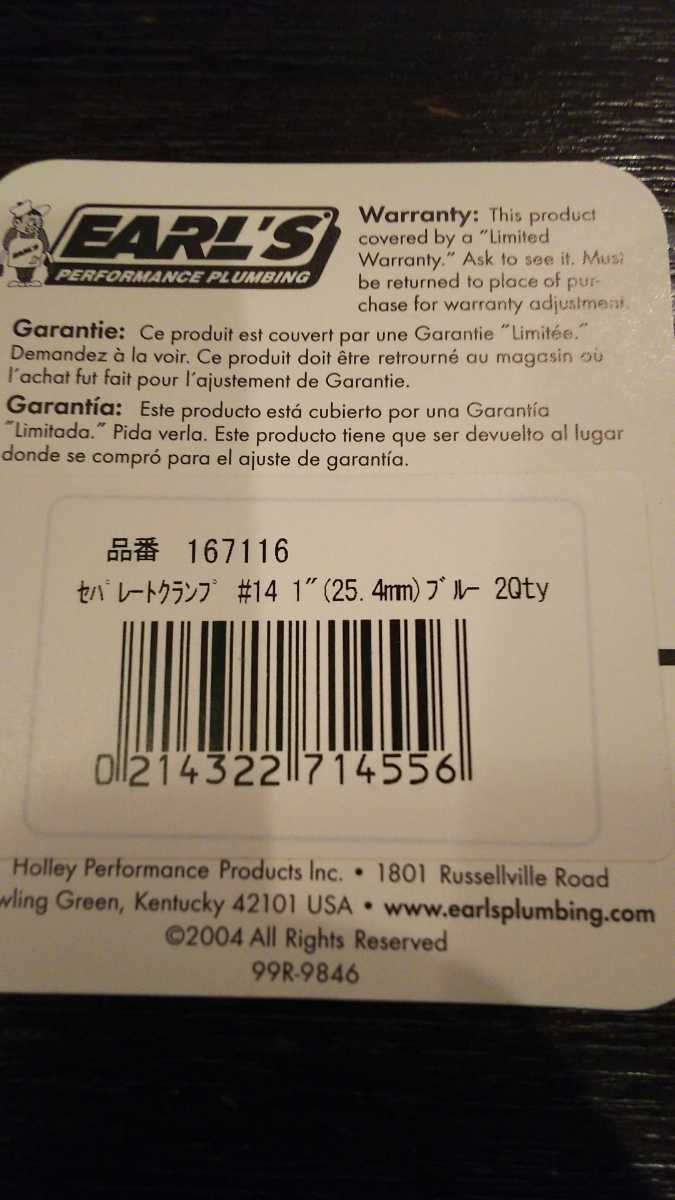 EARL'S
PERFORMANCE PLUMBING
Warranty: This product
covered by a "Limited
Warranty." Ask to see it. Must
be returned to place of pur-
chase for warranty adjustment.
Garantie: Ce produit est couvert par une Garantie "Limitée."
Demandez à la voir. Ce produit doit être retrourné au magasin où
l'achat fut fait pour l'ajustement de Garantie.
Garantía: Este producto está cubierto por una Garantía
"Limitada." Pida verla. Este producto tiene que ser devuelto al lugar
donde se compró para el ajuste de garantía.
品番 167116
ｾﾊﾟﾚｰﾄｸﾗﾝﾌﾟ #14 1"(25.4mm)ﾌﾞﾙｰ 2Qty
0 214322 714556
Holley Performance Products Inc. • 1801 Russellville Road
wling Green, Kentucky 42101 USA • www.earlsplumbing.com
©2004 All Rights Reserved
99R-9846